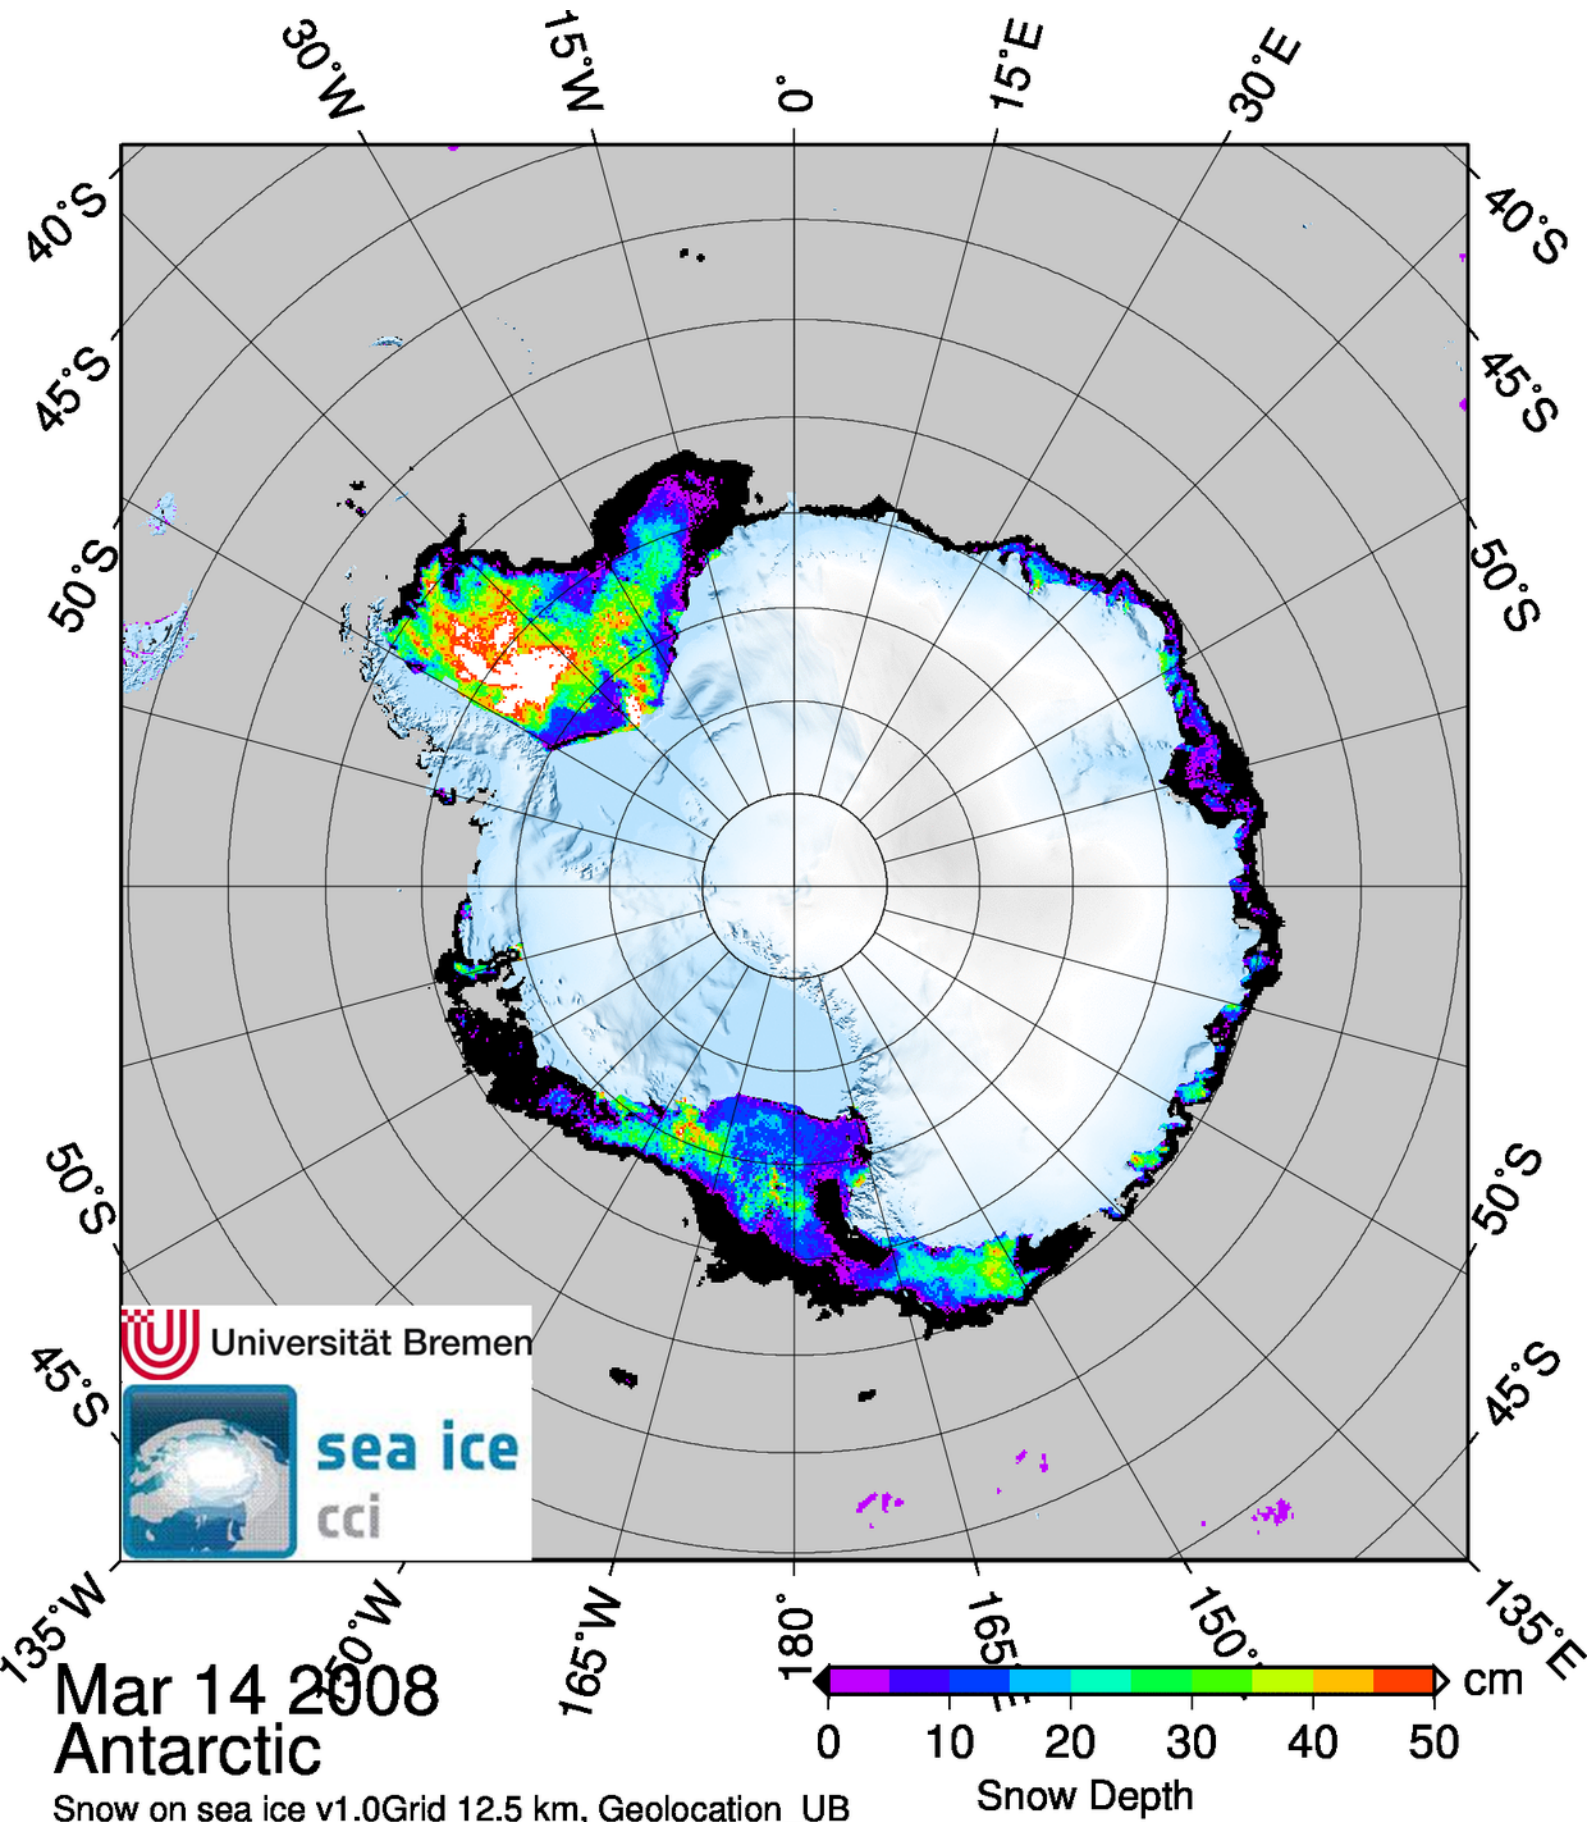 30°W 15°W 0° 15°E 30°E
40°S 40°S
45°S 45°S
50°S 50°S
50°S 50°S
45°S 45°S
Universität Bremen
sea ice
cci
135°W 150°W 165°W 180° 165°E 150° 135°E
Mar 14 2008
Antarctic
Snow on sea ice v1.0Grid 12.5 km, Geolocation UB
cm
0 10 20 30 40 50
Snow Depth